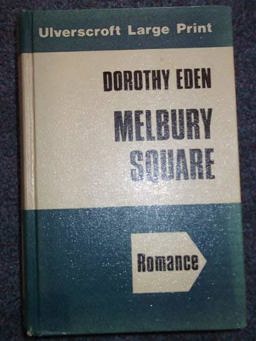 Ulverscroft Large Print
DOROTHY EDEN
MELBURY
SQUARE
Romance